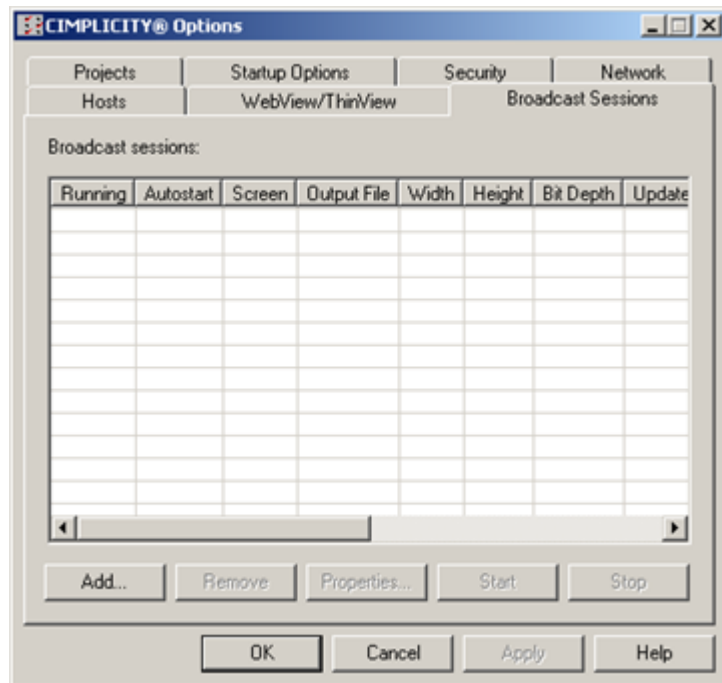 CIMPLICITY® Options
Projects Startup Options Security Network
Hosts WebView/ThinView Broadcast Sessions
Broadcast sessions:
Running Autostart Screen Output File Width Height Bit Depth Update
Add... Remove Properties... Start Stop
OK Cancel Apply Help